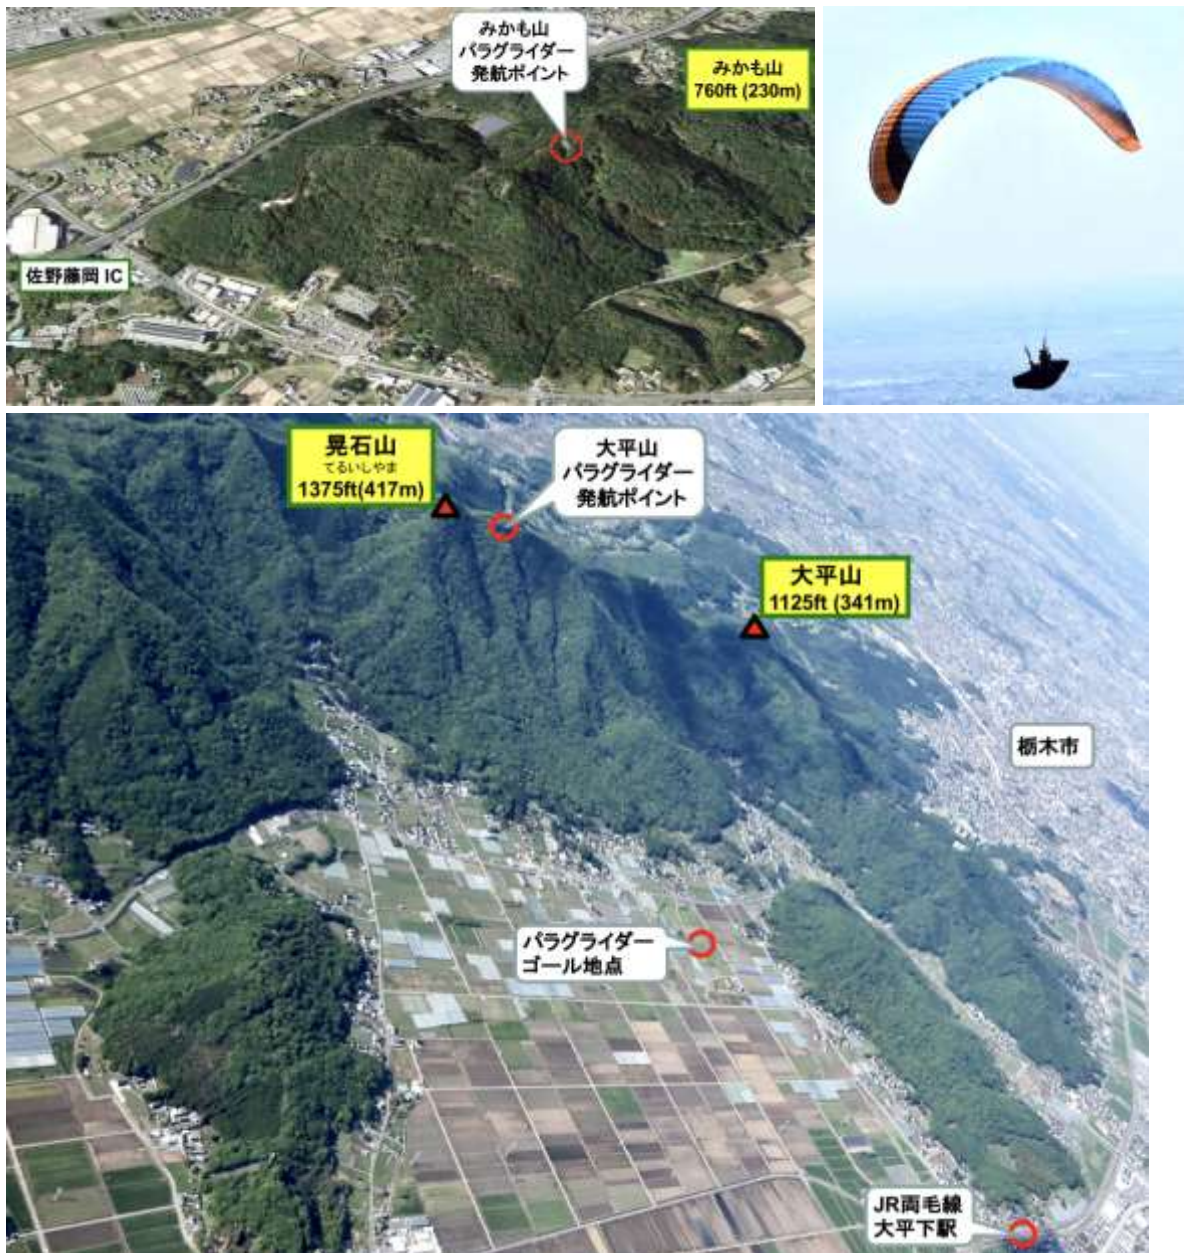 みかも山
パラグライダー
発航ポイント
みかも山
760ft (230m)
佐野藤岡 IC
晃石山
てるいしやま
1375ft(417m)
大平山
パラグライダー
発航ポイント
大平山
1125ft (341m)
栃木市
パラグライダー
ゴール地点
JR両毛線
大平下駅